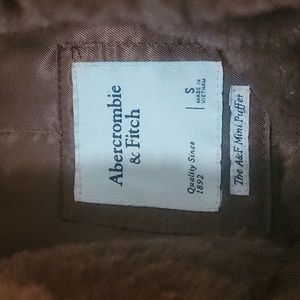 Abercrombie
& Fitch
Quality Since
1892
S
MADE IN
VIETNAM
The A&F Mini Puffer